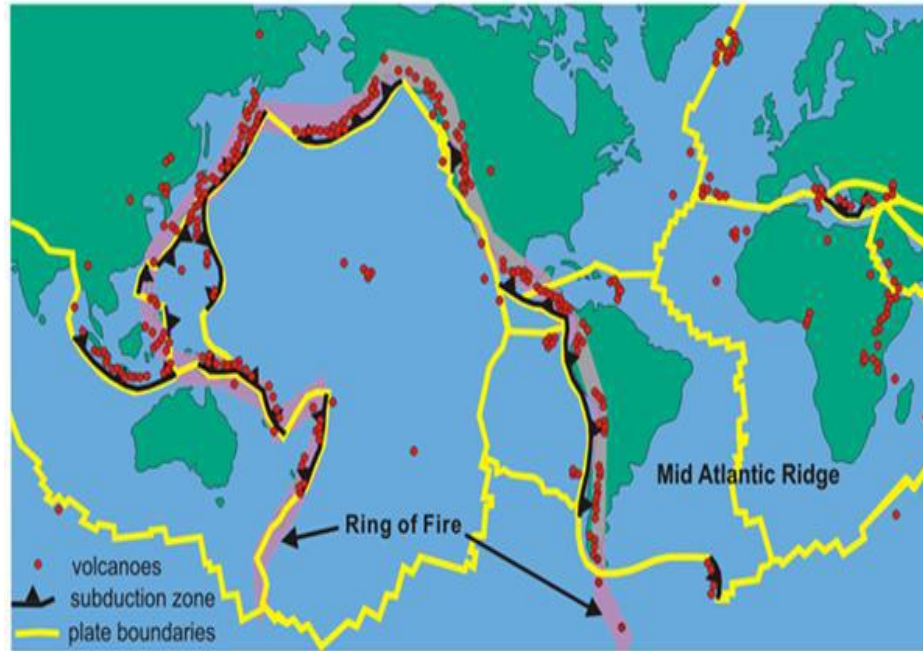 Mid Atlantic Ridge
Ring of Fire
volcanoes
subduction zone
plate boundaries